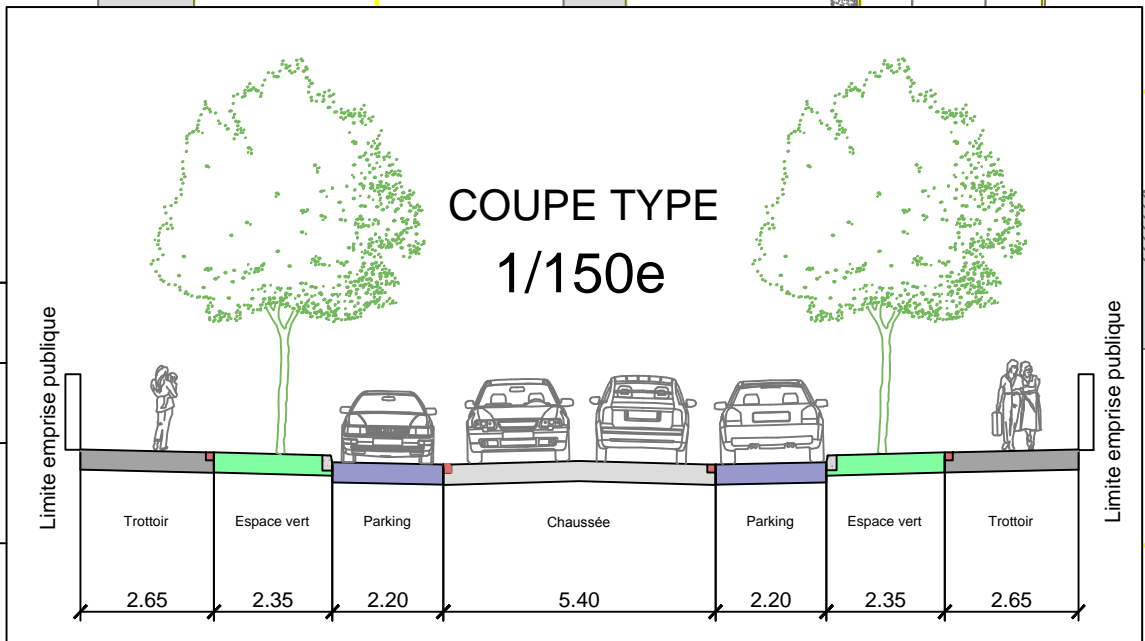 COUPE TYPE
1/150e
Limite emprise publique
Limite emprise publique
Trottoir
Espace vert
Parking
Chaussée
Parking
Espace vert
Trottoir
2.65
2.35
2.20
5.40
2.20
2.35
2.65